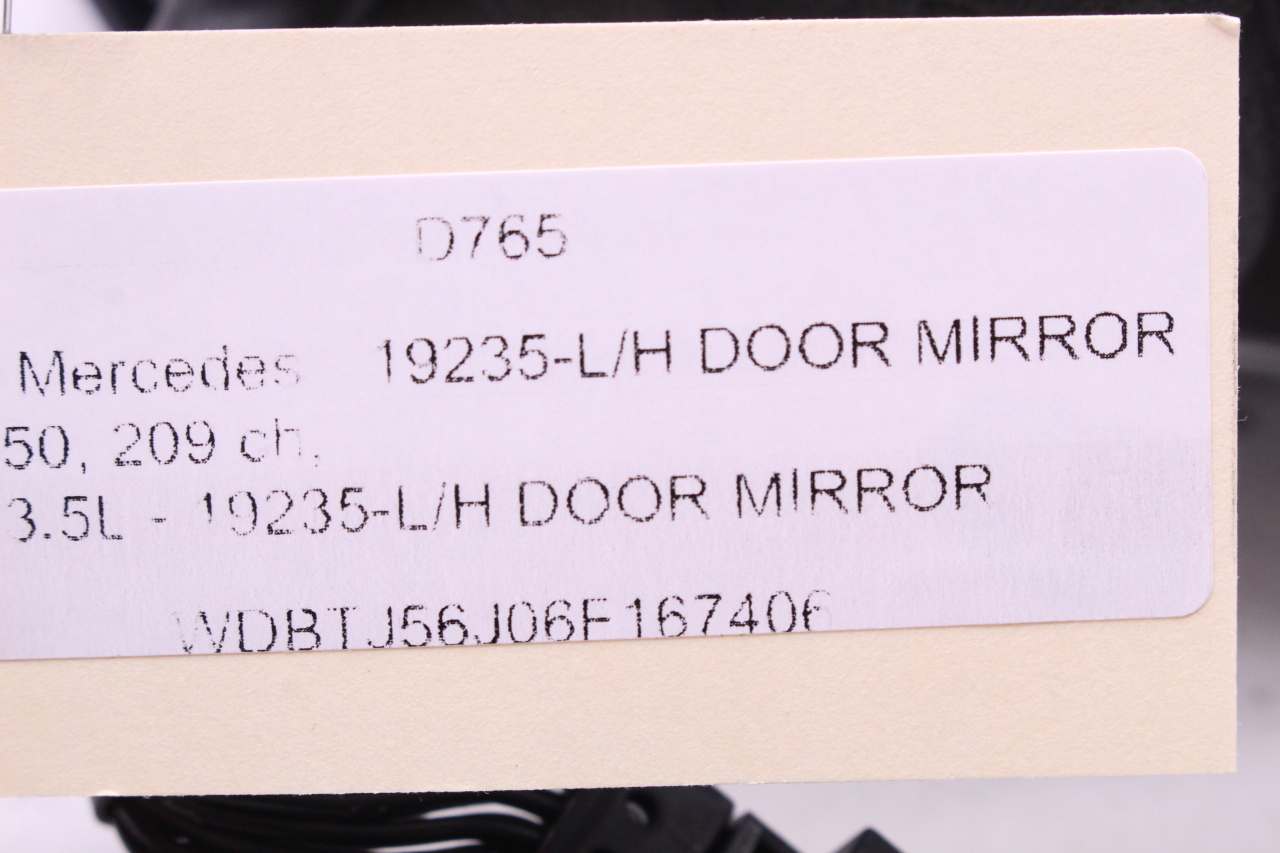 D765
Mercedes 19235-L/H DOOR MIRROR
50, 209 ch.
3.5L - 19235-L/H DOOR MIRROR
WDBTJ56J06F167406